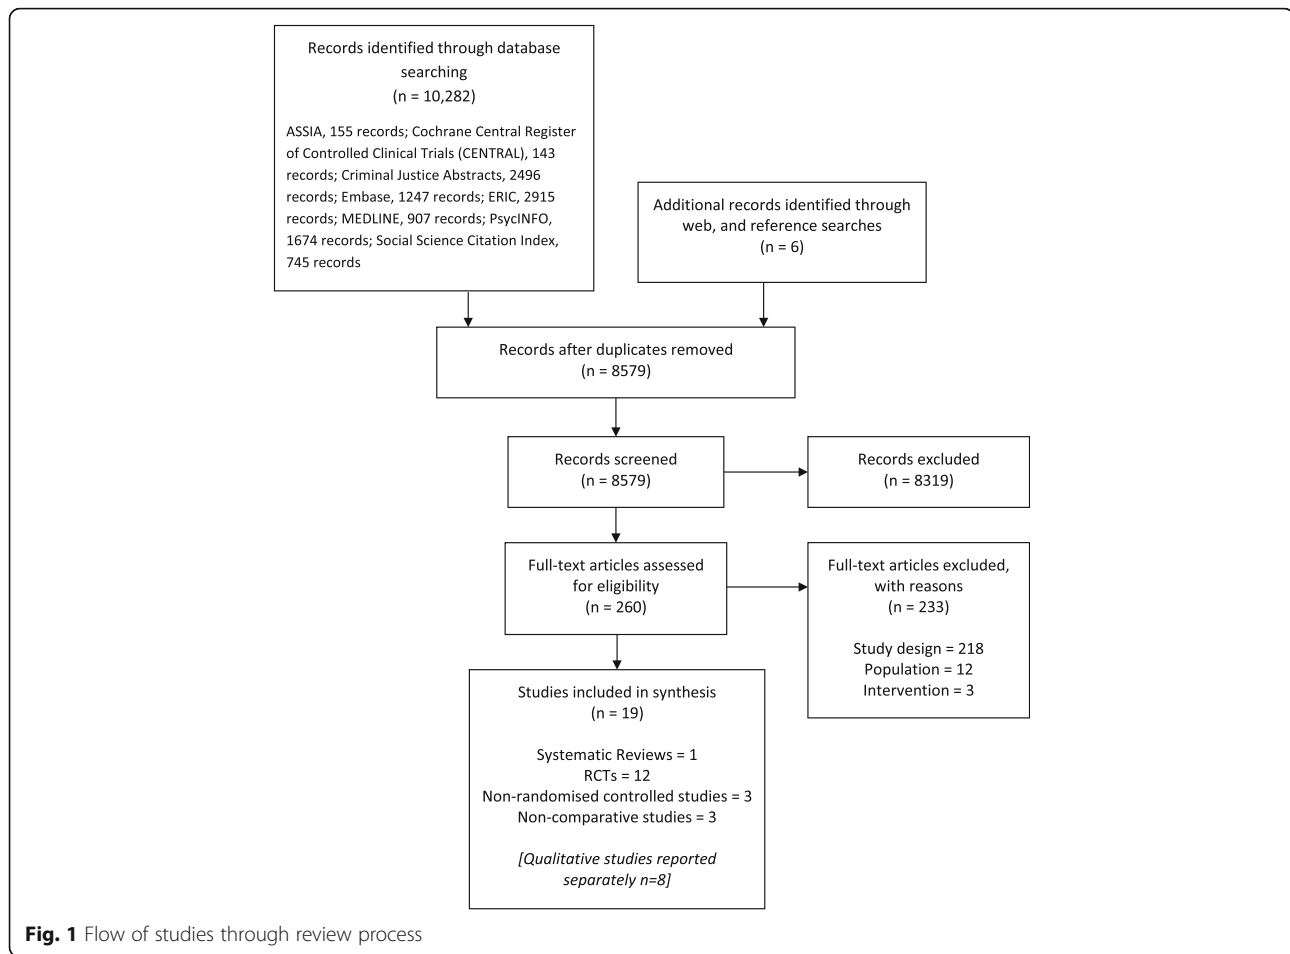 Records identified through database
searching
(n = 10,282)
ASSIA, 155 records; Cochrane Central Register
of Controlled Clinical Trials (CENTRAL), 143
records; Criminal Justice Abstracts, 2496
records; Embase, 1247 records; ERIC, 2915
records; MEDLINE, 907 records; PsycINFO,
1674 records; Social Science Citation Index,
745 records
Additional records identified through
web, and reference searches
(n = 6)
Records after duplicates removed
(n = 8579)
Records screened
(n = 8579)
Records excluded
(n = 8319)
Full-text articles assessed
for eligibility
(n = 260)
Full-text articles excluded,
with reasons
(n = 233)
Study design = 218
Population = 12
Intervention = 3
Studies included in synthesis
(n = 19)
Systematic Reviews = 1
RCTs = 12
Non-randomised controlled studies = 3
Non-comparative studies = 3
[Qualitative studies reported
separately n=8]
Fig. 1 Flow of studies through review process